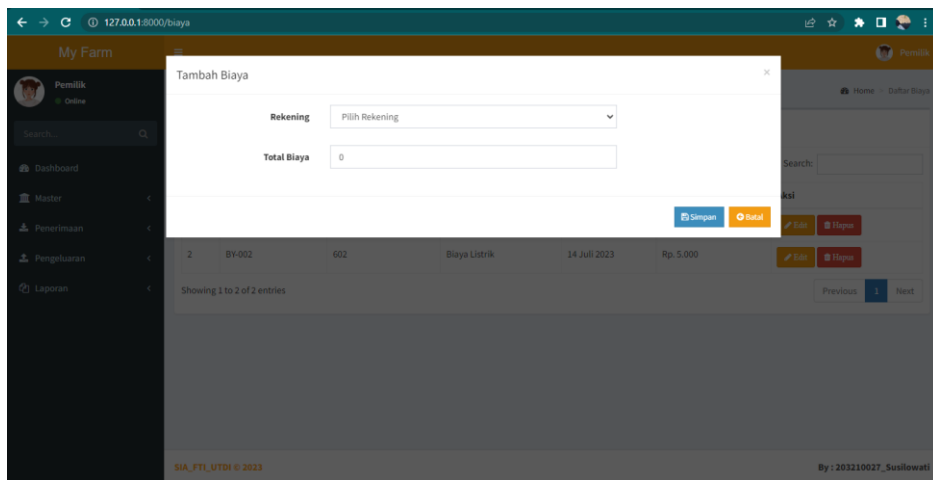 127.0.0.1:8000/biaya
My Farm
Pemilik
Pemilik
Online
Home > Daftar Biaya
Search...
Dashboard
Master
Penerimaan
Pengeluaran
Laporan
Tambah Biaya ×
Rekening Pilih Rekening
Total Biaya 0
Simpan Batal
Search:
ksi
Edit Hapus
2 BY-002 602 Biaya Listrik 14 Juli 2023 Rp. 5.000 Edit Hapus
Showing 1 to 2 of 2 entries Previous 1 Next
SIA_FTI_UTDI © 2023 By : 203210027_Susilowati